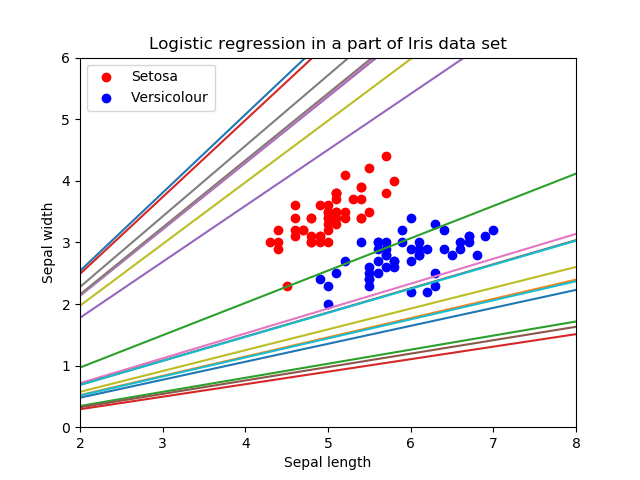 Logistic regression in a part of Iris data set
Setosa
Versicolour
Sepal width
6
5
4
3
2
1
0
2 3 4 5 6 7 8
Sepal length